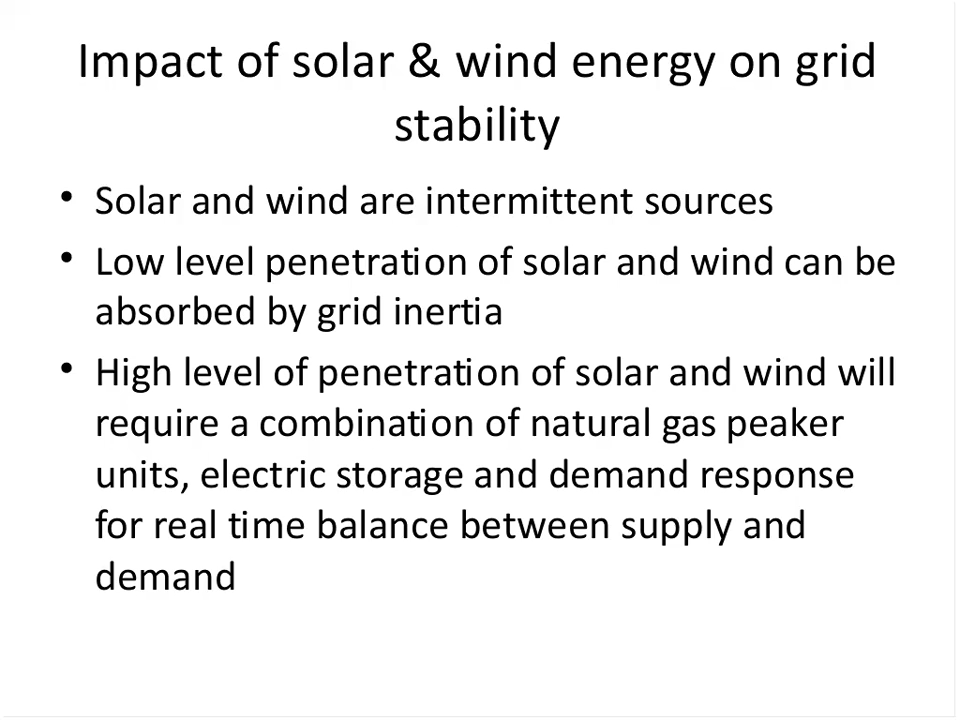 Impact of solar & wind energy on grid
stability
• Solar and wind are intermittent sources
• Low level penetration of solar and wind can be
absorbed by grid inertia
• High level of penetration of solar and wind will
require a combination of natural gas peaker
units, electric storage and demand response
for real time balance between supply and
demand